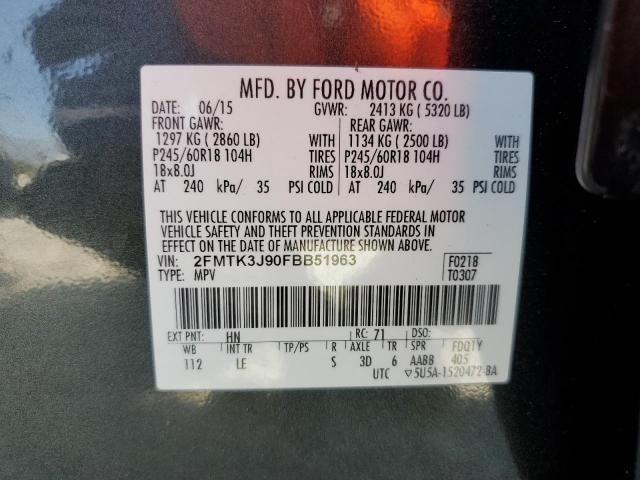 MFD. BY FORD MOTOR CO.
DATE: 06/15 GVWR: 2413 KG ( 5320 LB)
FRONT GAWR: REAR GAWR:
1297 KG ( 2860 LB) WITH 1134 KG ( 2500 LB) WITH
P245/60R18 104H TIRES P245/60R18 104H TIRES
18x8.0J RIMS 18x8.0J RIMS
AT 240 kPa/ 35 PSI COLD AT 240 kPa/ 35 PSI COLD
THIS VEHICLE CONFORMS TO ALL APPLICABLE FEDERAL MOTOR
VEHICLE SAFETY AND THEFT PREVENTION STANDARDS IN
EFFECT ON THE DATE OF MANUFACTURE SHOWN ABOVE.
VIN: 2FMTK3J90FBB51963 F0218
TYPE: MPV T0307
EXT PNT: HN RC: 71 DSO:
WB INT TR TP/PS R AXLE TR SPR FDQ1Y
112 LE S 3D 6 AABB 405
UTC ▽5U5A-1520472-BA